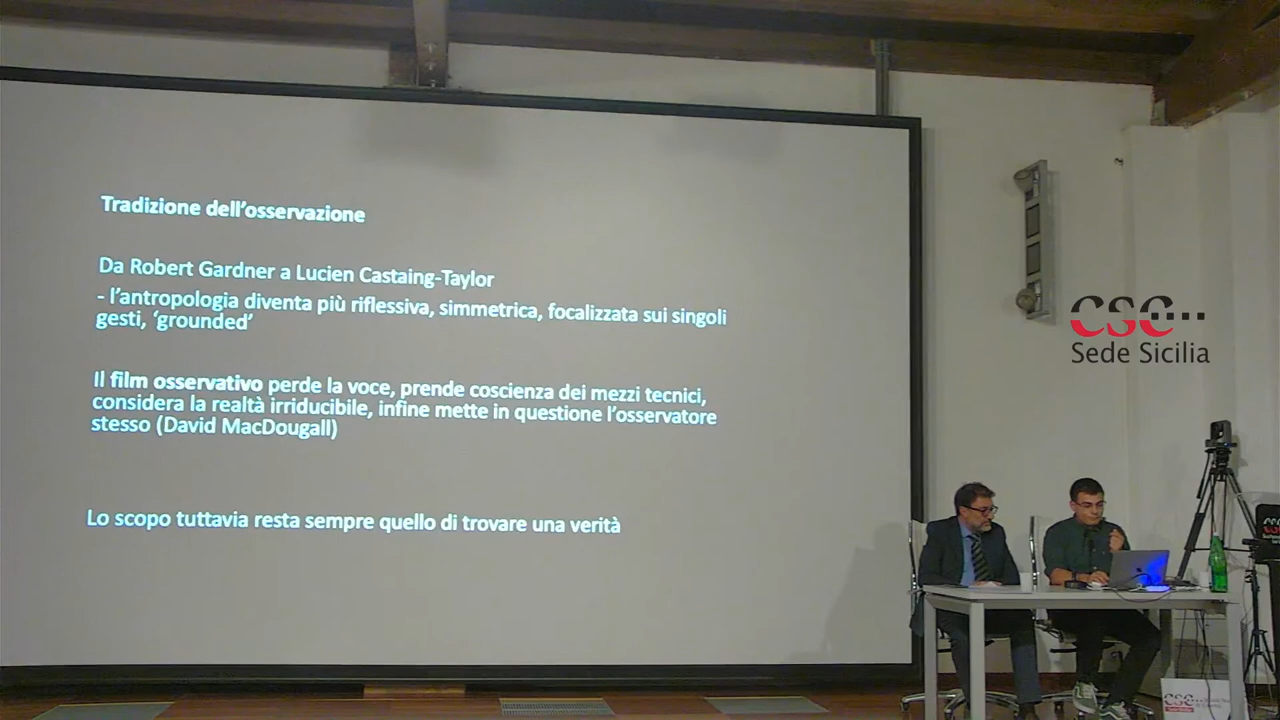 Tradizione dell'osservazione
Da Robert Gardner a Lucien Castaing-Taylor
- l'antropologia diventa più riflessiva, simmetrica, focalizzata sui singoli
gesti, 'grounded'
Il film osservativo perde la voce, prende coscienza dei mezzi tecnici,
considera la realtà irriducibile, infine mette in questione l'osservatore
stesso (David MacDougall)
Lo scopo tuttavia resta sempre quello di trovare una verità
CSC...
Sede Sicilia
CSC